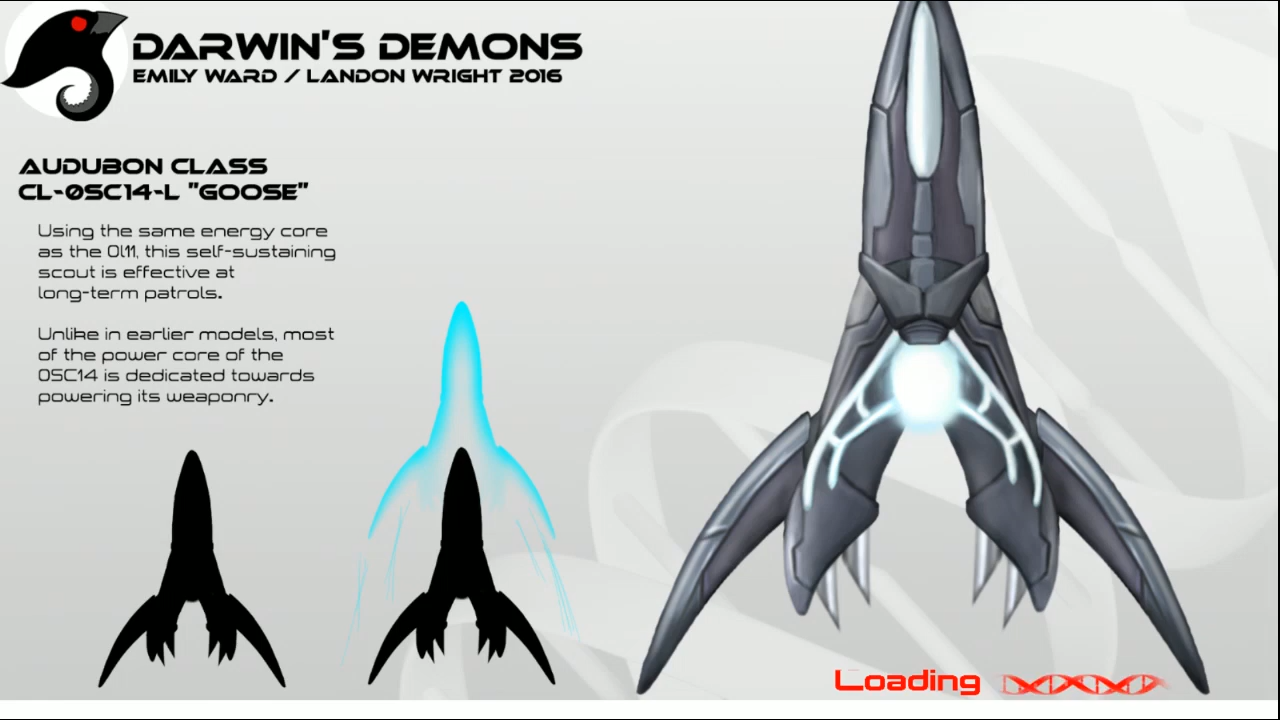 DARWIN'S DEMONS
EMILY WARD / LANDON WRIGHT 2016
AUDUBON CLASS
CL-0SC14-L "GOOSE"
Using the same energy core
as the 0l11, this self-sustaining
scout is effective at
long-term patrols.
Unlike in earlier models, most
of the power core of the
0SC14 is dedicated towards
powering its weaponry.
Loading